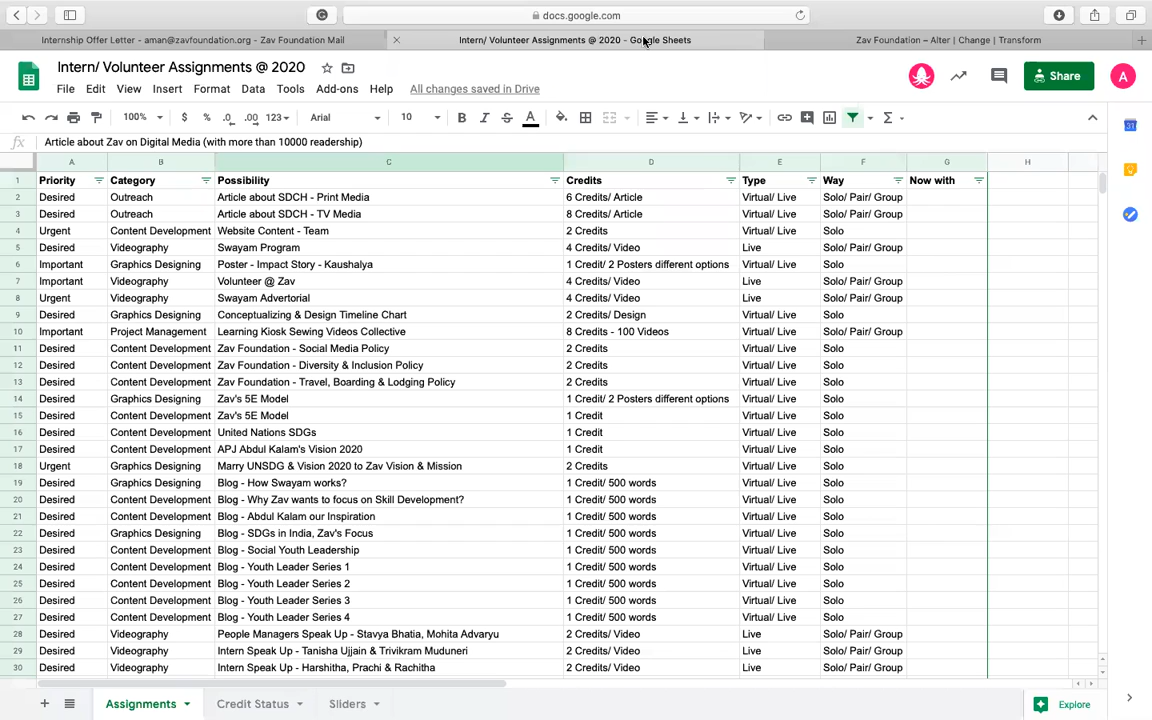 docs.google.com
Internship Offer Letter - aman@zavfoundation.org - Zav Foundation Mail
Intern/ Volunteer Assignments @ 2020 - Google Sheets
Zav Foundation – Alter | Change | Transform
Intern/ Volunteer Assignments @ 2020
File Edit View Insert Format Data Tools Add-ons Help All changes saved in Drive
Share
A
100% $ % .0 .00 123 Arial 10 B I S A
fx Article about Zav on Digital Media (with more than 10000 readership)
A B C D E F G H
1 Priority Category Possibility Credits Type Way Now with
2 Desired Outreach Article about SDCH - Print Media 6 Credits/ Article Virtual/ Live Solo/ Pair/ Group
3 Desired Outreach Article about SDCH - TV Media 8 Credits/ Article Virtual/ Live Solo/ Pair/ Group
4 Urgent Content Development Website Content - Team 2 Credits Virtual/ Live Solo
5 Desired Videography Swayam Program 4 Credits/ Video Live Solo/ Pair/ Group
6 Important Graphics Designing Poster - Impact Story - Kaushalya 1 Credit/ 2 Posters different options Virtual/ Live Solo
7 Important Videography Volunteer @ Zav 4 Credits/ Video Live Solo/ Pair/ Group
8 Urgent Videography Swayam Advertorial 4 Credits/ Video Live Solo/ Pair/ Group
9 Desired Graphics Designing Conceptualizing & Design Timeline Chart 2 Credits/ Design Virtual/ Live Solo
10 Important Project Management Learning Kiosk Sewing Videos Collective 8 Credits - 100 Videos Virtual/ Live Solo/ Pair/ Group
11 Desired Content Development Zav Foundation - Social Media Policy 2 Credits Virtual/ Live Solo
12 Desired Content Development Zav Foundation - Diversity & Inclusion Policy 2 Credits Virtual/ Live Solo
13 Desired Content Development Zav Foundation - Travel, Boarding & Lodging Policy 2 Credits Virtual/ Live Solo
14 Desired Graphics Designing Zav's 5E Model 1 Credit/ 2 Posters different options Virtual/ Live Solo
15 Desired Content Development Zav's 5E Model 1 Credit Virtual/ Live Solo
16 Desired Content Development United Nations SDGs 1 Credit Virtual/ Live Solo
17 Desired Content Development APJ Abdul Kalam's Vision 2020 1 Credit Virtual/ Live Solo
18 Urgent Graphics Designing Marry UNSDG & Vision 2020 to Zav Vision & Mission 2 Credits Virtual/ Live Solo
19 Desired Graphics Designing Blog - How Swayam works? 1 Credit/ 500 words Virtual/ Live Solo
20 Desired Content Development Blog - Why Zav wants to focus on Skill Development? 1 Credit/ 500 words Virtual/ Live Solo
21 Desired Content Development Blog - Abdul Kalam our Inspiration 1 Credit/ 500 words Virtual/ Live Solo
22 Desired Graphics Designing Blog - SDGs in India, Zav's Focus 1 Credit/ 500 words Virtual/ Live Solo
23 Desired Content Development Blog - Social Youth Leadership 1 Credit/ 500 words Virtual/ Live Solo
24 Desired Content Development Blog - Youth Leader Series 1 1 Credit/ 500 words Virtual/ Live Solo
25 Desired Content Development Blog - Youth Leader Series 2 1 Credit/ 500 words Virtual/ Live Solo
26 Desired Content Development Blog - Youth Leader Series 3 1 Credit/ 500 words Virtual/ Live Solo
27 Desired Content Development Blog - Youth Leader Series 4 1 Credit/ 500 words Virtual/ Live Solo
28 Desired Videography People Managers Speak Up - Stavya Bhatia, Mohita Advaryu 2 Credits/ Video Live Solo/ Pair/ Group
29 Desired Videography Intern Speak Up - Tanisha Ujjain & Trivikram Muduneri 2 Credits/ Video Live Solo/ Pair/ Group
30 Desired Videography Intern Speak Up - Harshitha, Prachi & Rachitha 2 Credits/ Video Live Solo/ Pair/ Group
Assignments Credit Status Sliders Explore